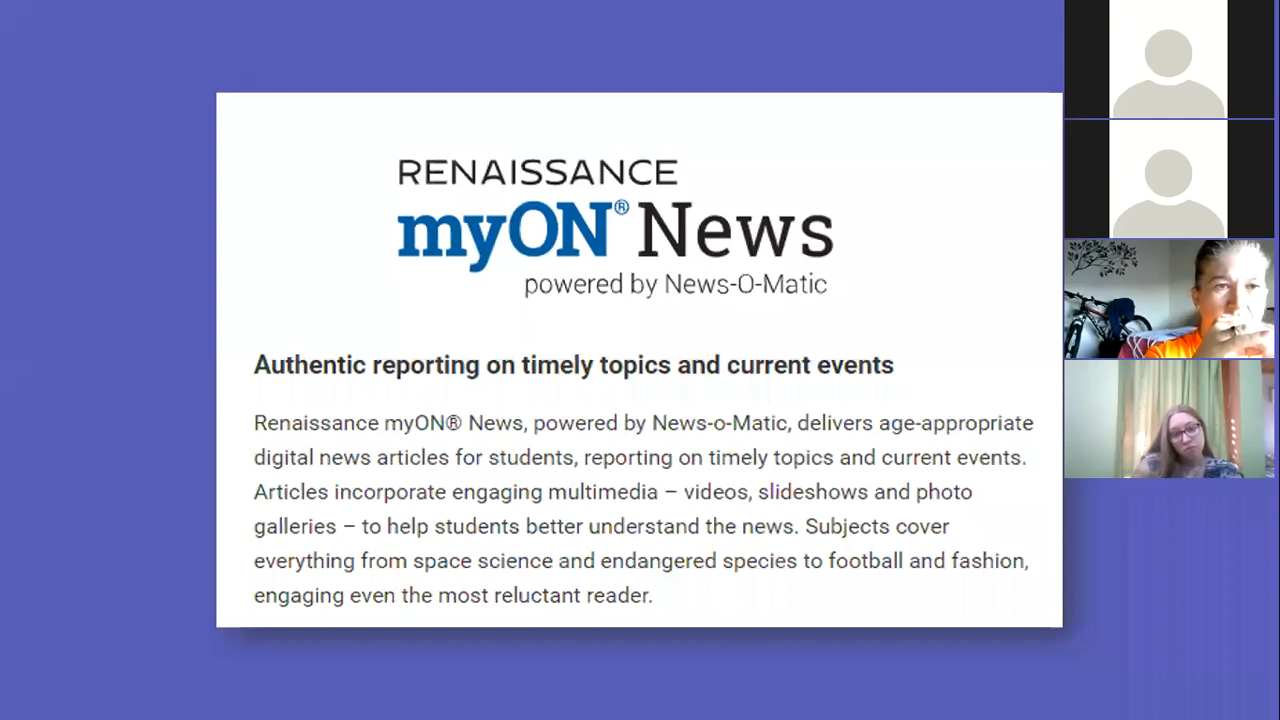 RENAISSANCE
myON® News
powered by News-O-Matic
Authentic reporting on timely topics and current events
Renaissance myON® News, powered by News-o-Matic, delivers age-appropriate
digital news articles for students, reporting on timely topics and current events.
Articles incorporate engaging multimedia – videos, slideshows and photo
galleries – to help students better understand the news. Subjects cover
everything from space science and endangered species to football and fashion,
engaging even the most reluctant reader.